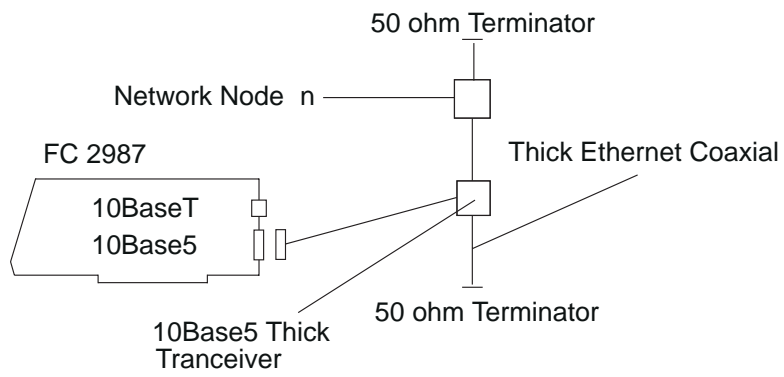 50 ohm Terminator
Network Node n
FC 2987
Thick Ethernet Coaxial
10BaseT
10Base5
50 ohm Terminator
10Base5 Thick
Tranceiver